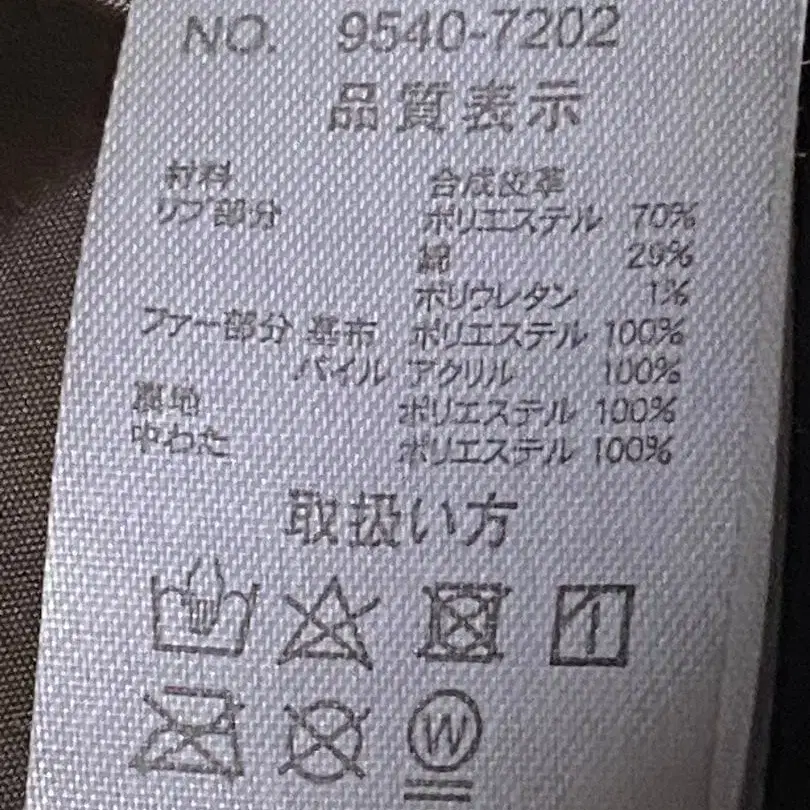 NO. 9540-7202
品質表示
材料 合成皮革
リブ部分 ポリエステル 70%
綿 29%
ポリウレタン 1%
ファー部分 基布 ポリエステル 100%
パイル アクリル 100%
裏地 ポリエステル 100%
中わた ポリエステル 100%
取扱い方
W